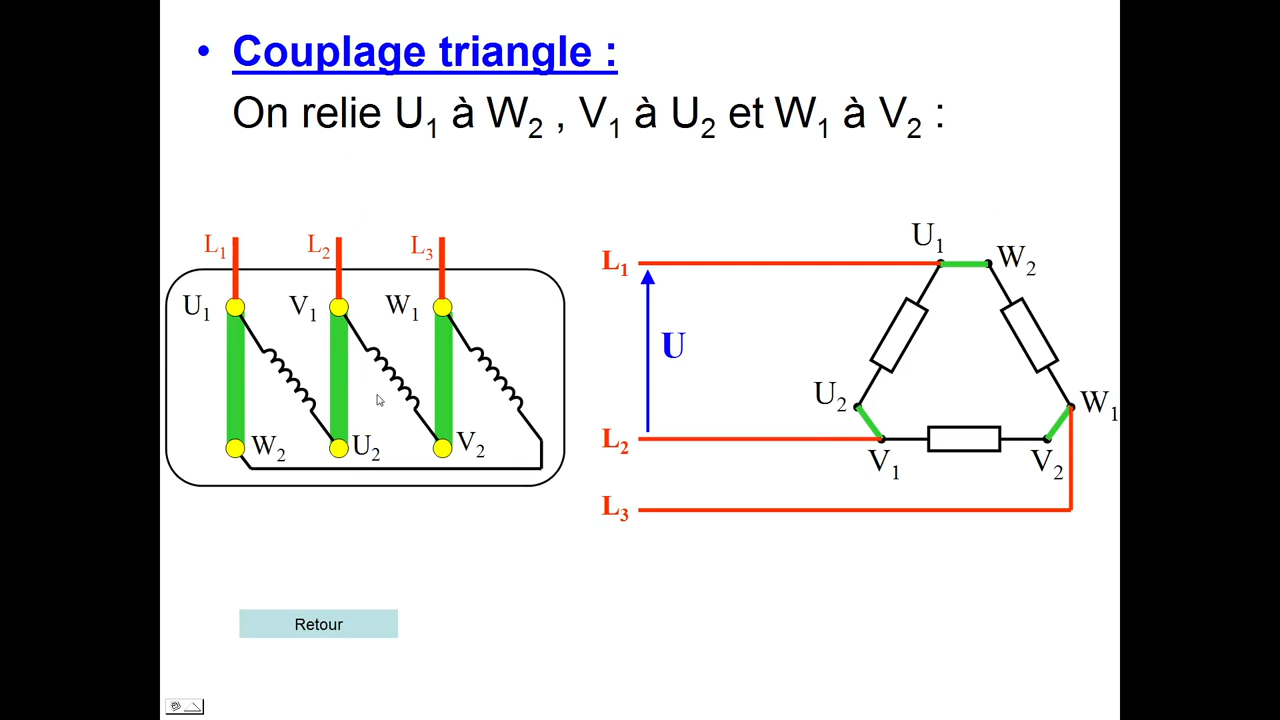 • Couplage triangle :
On relie U₁ à W₂ , V₁ à U₂ et W₁ à V₂ :
L₁ L₂ L₃
U₁ V₁ W₁
W₂ U₂ V₂
U₁ W₂
L₁
U
U₂ W₁
L₂
V₁ V₂
L₃
Retour